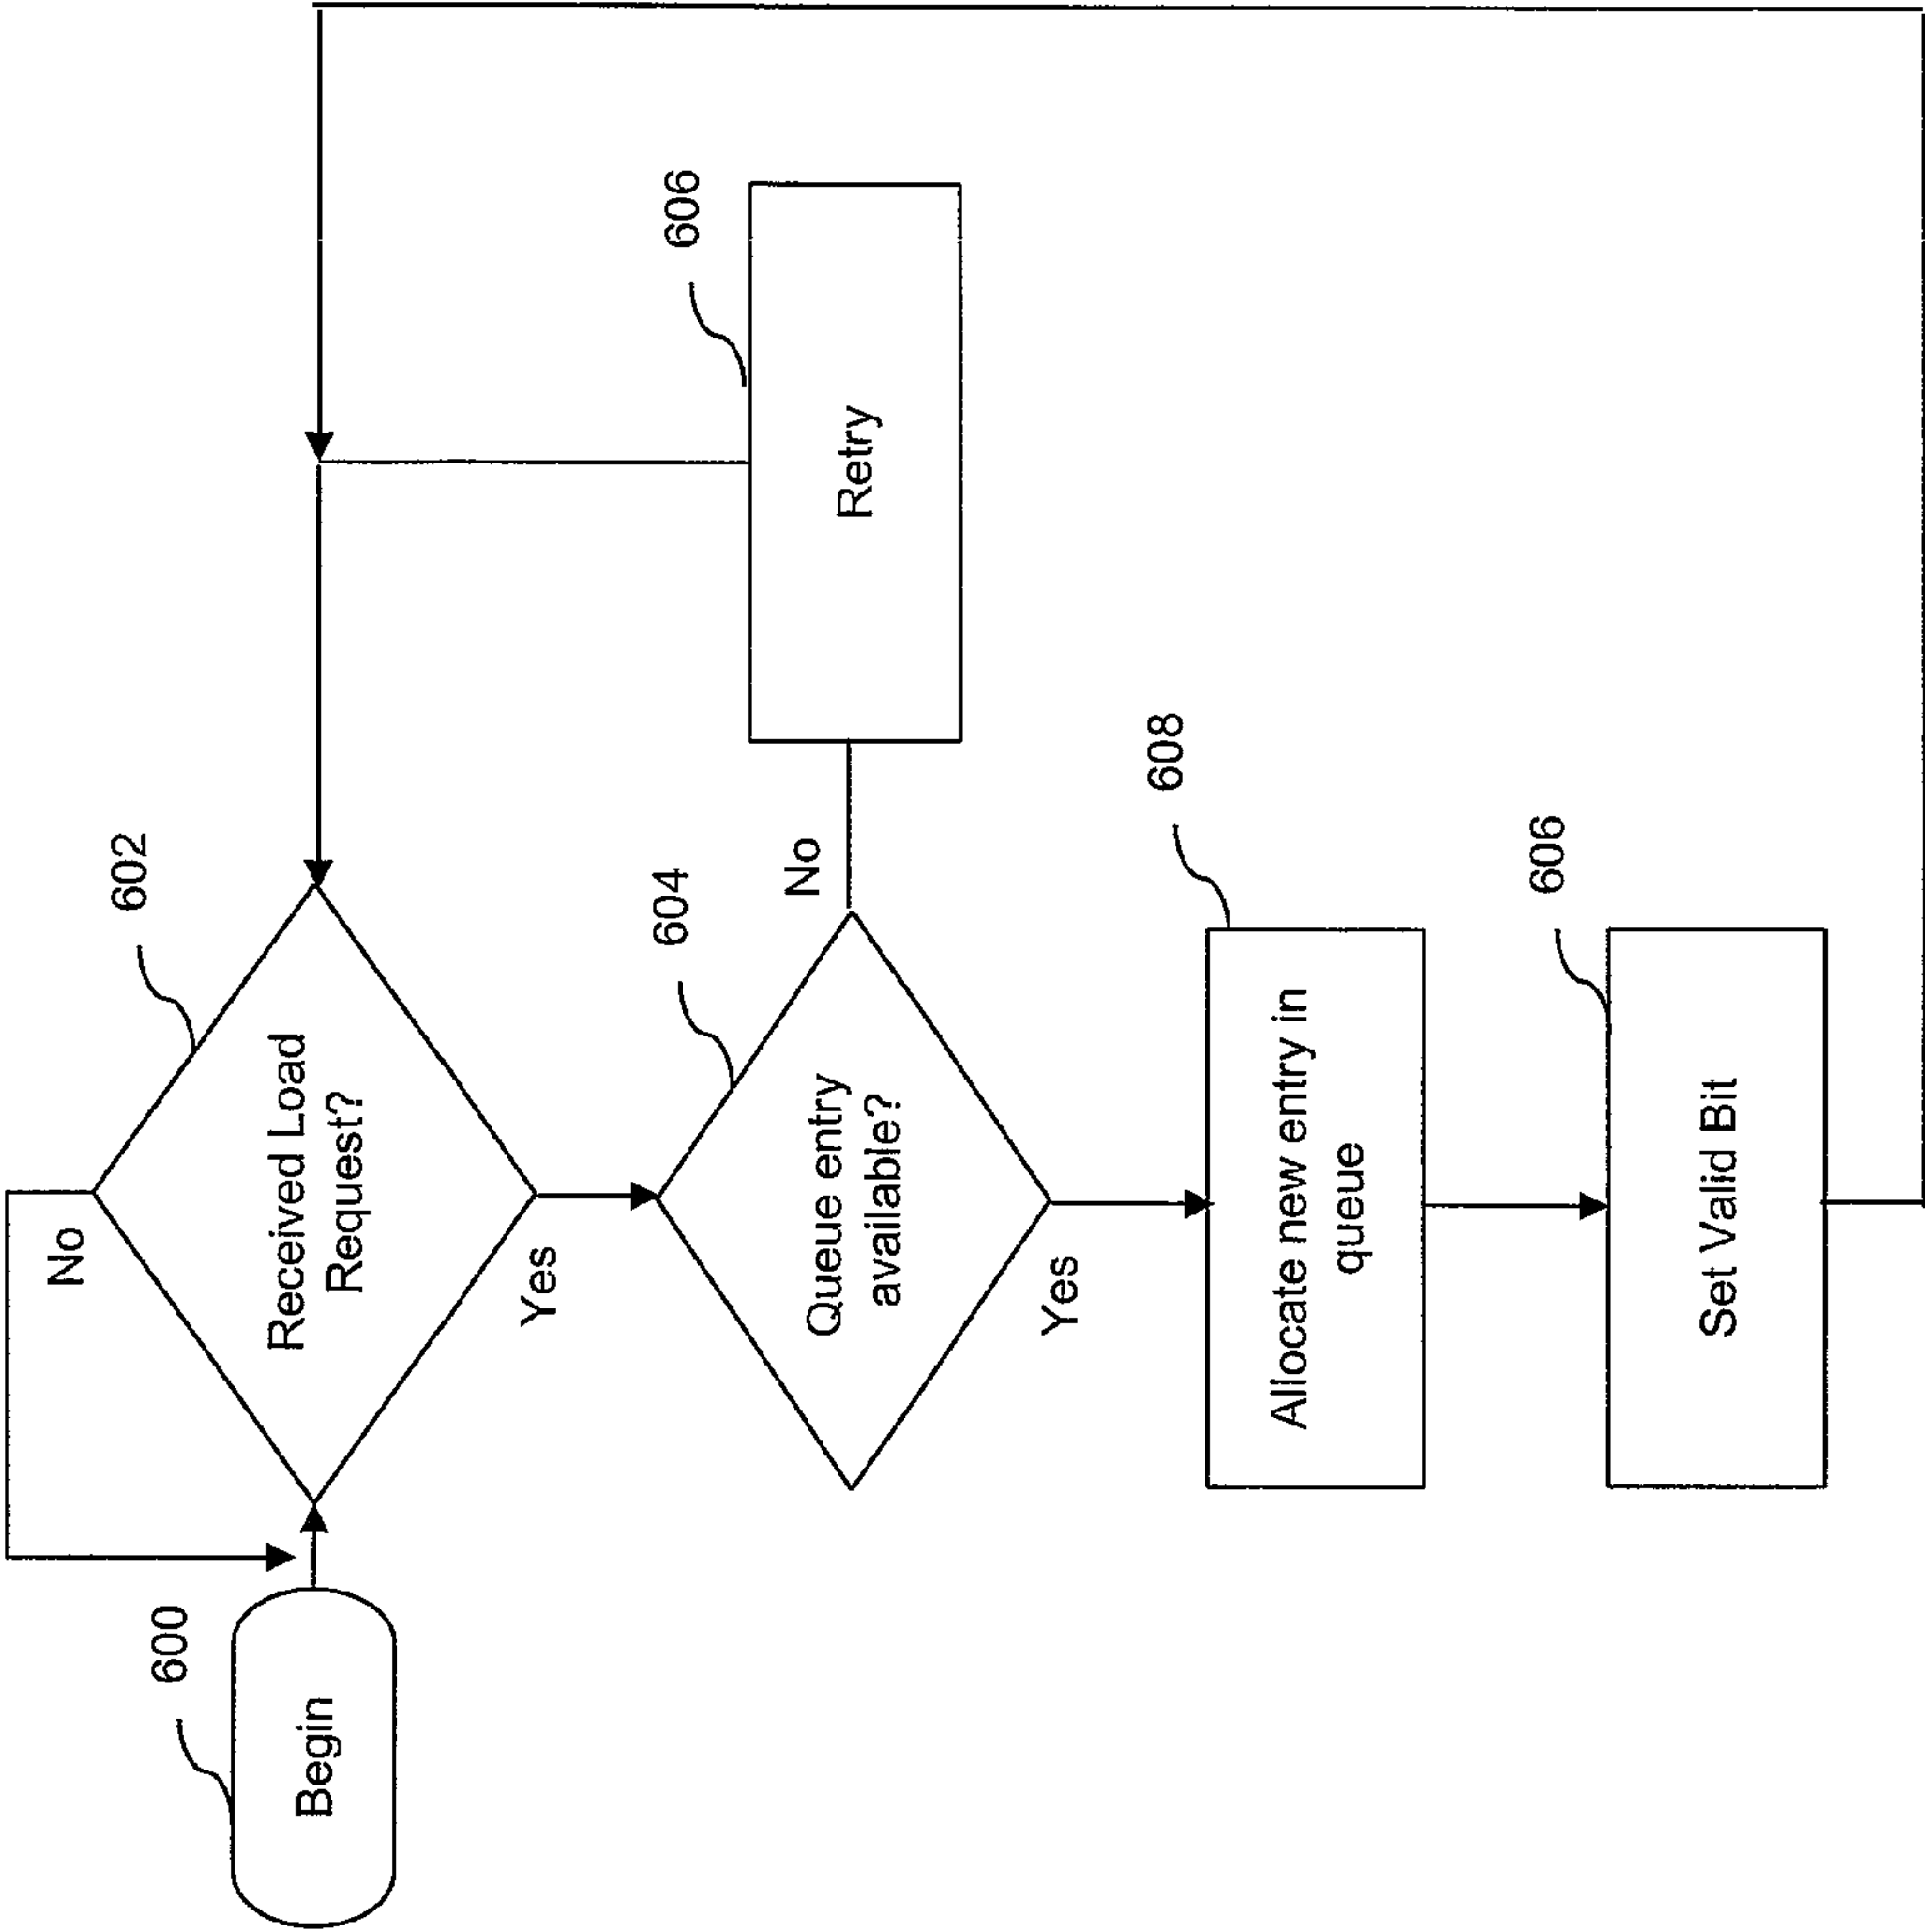 600
Begin
No
602
Received Load
Request?
Yes
604
Queue entry
available?
No
606
Retry
Yes
608
Allocate new entry in
queue
606
Set Valid Bit